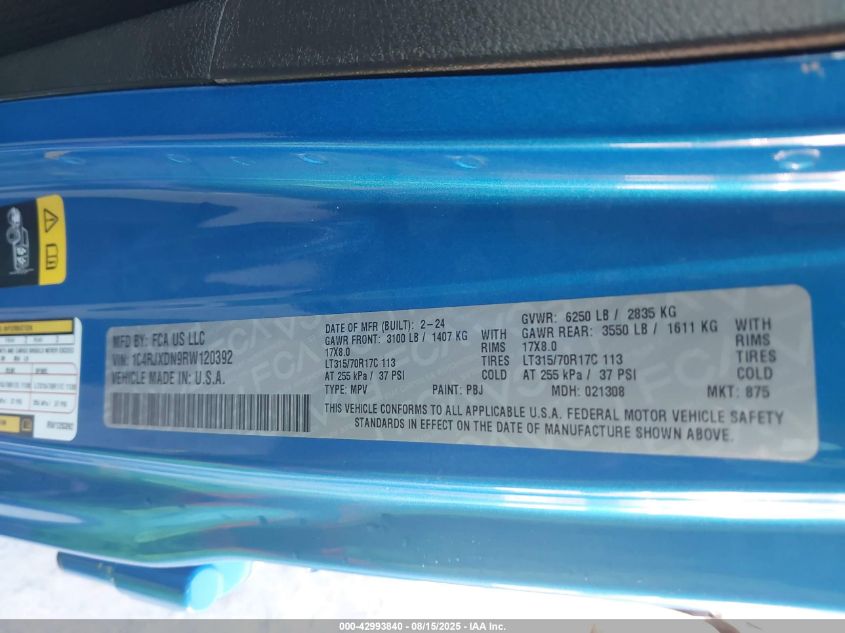 MFD. BY: FCA US LLC
VIN: 1C4RJXDN9RW120392
VEHICLE MADE IN: U.S.A.
DATE OF MFR (BUILT): 2-24
GAWR FRONT: 3100 LB / 1407 KG WITH
17X8.0 RIMS
LT315/70R17C 113 TIRES
AT 255 kPa / 37 PSI COLD
TYPE: MPV PAINT: PBJ
GVWR: 6250 LB / 2835 KG
GAWR REAR: 3550 LB / 1611 KG WITH
17X8.0 RIMS
LT315/70R17C 113 TIRES
AT 255 kPa / 37 PSI COLD
MDH: 021308 MKT: 875
THIS VEHICLE CONFORMS TO ALL APPLICABLE U.S.A. FEDERAL MOTOR VEHICLE SAFETY
STANDARDS IN EFFECT ON THE DATE OF MANUFACTURE SHOWN ABOVE.
RW120392
000-42993840 - 08/15/2025 - IAA Inc.